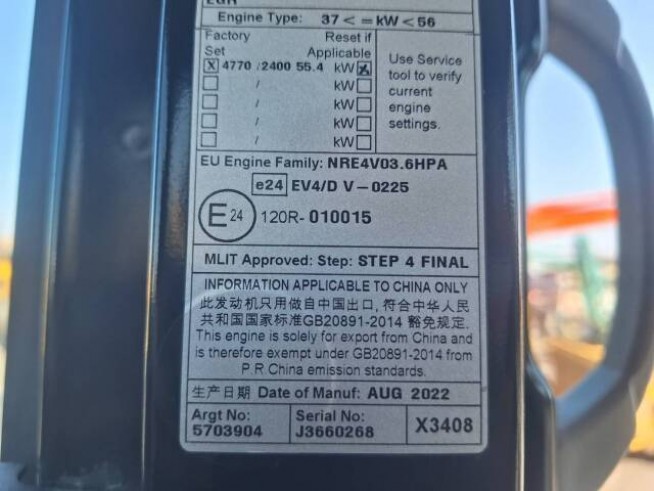 EGR
Engine Type: 37 < = kW < 56
Factory Set Reset if Applicable
X 4770 /2400 55.4 kW X
/ kW
/ kW
/ kW
/ kW
Use Service
tool to verify
current
engine
settings.
EU Engine Family: NRE4V03.6HPA
e24 EV4/D V-0225
E 24 120R-010015
MLIT Approved: Step: STEP 4 FINAL
INFORMATION APPLICABLE TO CHINA ONLY
此发动机只用做自中国出口,符合中华人民
共和国国家标准GB20891-2014 豁免规定.
This engine is solely for export from China and
is therefore exempt under GB20891-2014 from
P.R.China emission standards.
生产日期 Date of Manuf: AUG 2022
Argt No: Serial No:
5703904 J3660268 X3408